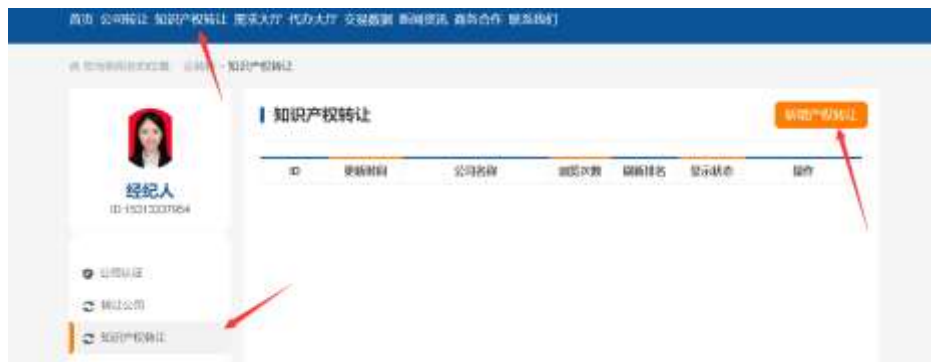 首页 公司转让 知识产权转让 需求大厅 代办大厅 交易数据 新闻资讯 商务合作 联系我们
知识产权转让
知识产权转让
新增产权转让
ID 更新时间 公司名称 浏览次数 刷新排名 显示状态 操作
经纪人
公司认证
转让公司
知识产权转让